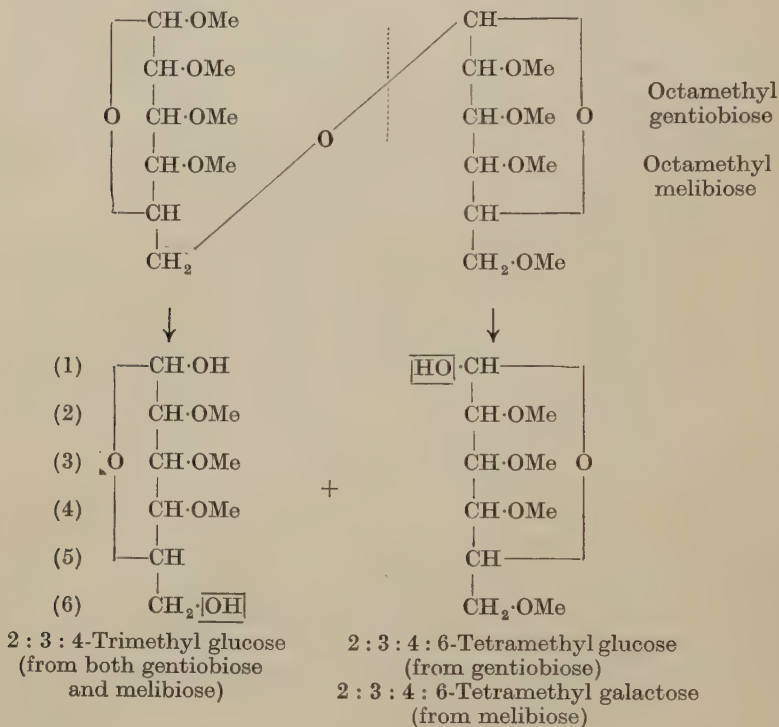 CH·OMe CH
CH·OMe CH·OMe Octamethyl
O CH·OMe O CH·OMe O gentiobiose
CH·OMe CH·OMe Octamethyl
CH CH melibiose
CH₂ CH₂·OMe
(1) CH·OH HO·CH
(2) CH·OMe CH·OMe
(3) O CH·OMe CH·OMe O
+
(4) CH·OMe CH·OMe
(5) CH CH
(6) CH₂·OH CH₂·OMe
2 : 3 : 4-Trimethyl glucose 2 : 3 : 4 : 6-Tetramethyl glucose
(from both gentiobiose (from gentiobiose)
and melibiose) 2 : 3 : 4 : 6-Tetramethyl galactose
(from melibiose)